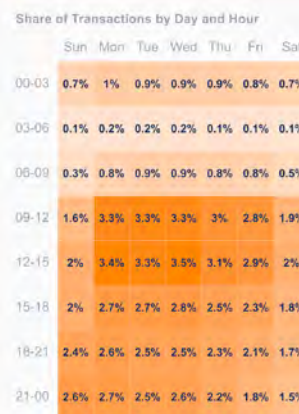 Share of Transactions by Day and Hour
Sun Mon Tue Wed Thu Fri Sat
00-03 0.7% 1% 0.9% 0.9% 0.9% 0.8% 0.7%
03-06 0.1% 0.2% 0.2% 0.2% 0.1% 0.1% 0.1%
06-09 0.3% 0.8% 0.9% 0.9% 0.8% 0.8% 0.5%
09-12 1.6% 3.3% 3.3% 3.3% 3% 2.8% 1.9%
12-15 2% 3.4% 3.3% 3.5% 3.1% 2.9% 2%
15-18 2% 2.7% 2.7% 2.8% 2.5% 2.3% 1.8%
18-21 2.4% 2.6% 2.5% 2.5% 2.3% 2.1% 1.7%
21-00 2.6% 2.7% 2.5% 2.6% 2.2% 1.8% 1.5%